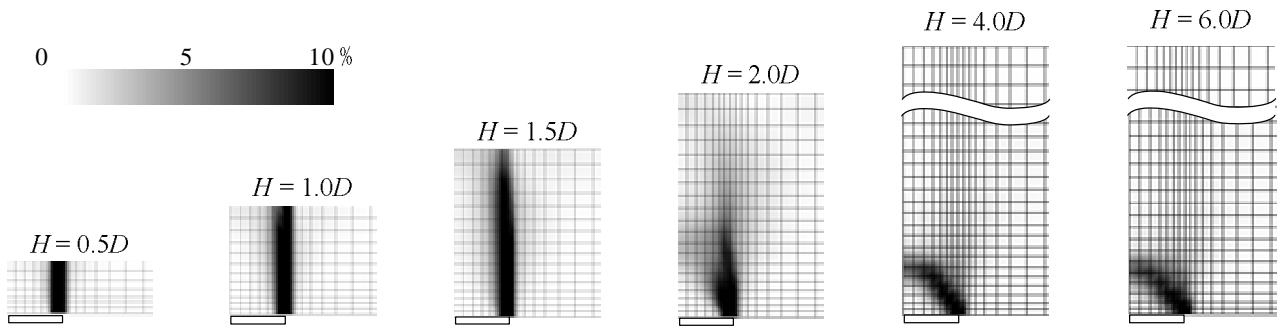 0 5 10 %
H = 0.5D
H = 1.0D
H = 1.5D
H = 2.0D
H = 4.0D
H = 6.0D